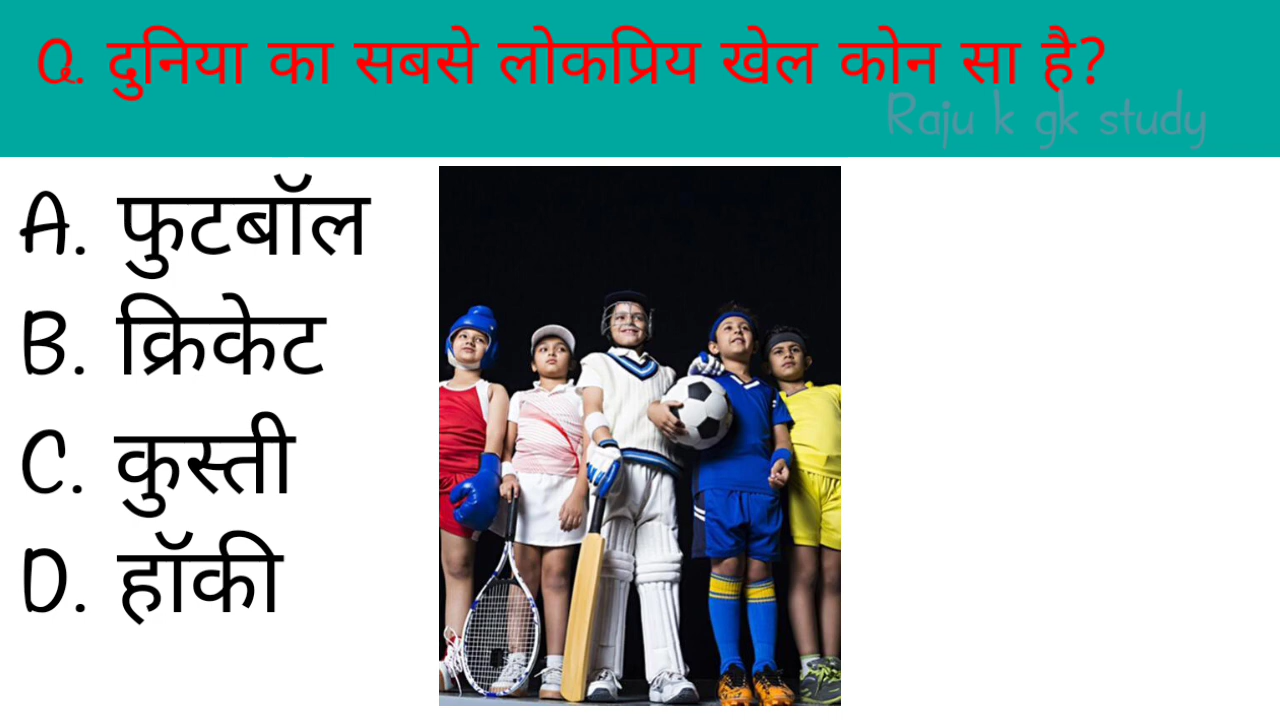 Q. दुनिया का सबसे लोकप्रिय खेल कोन सा है?
Raju k gk study
A. फुटबॉल
B. क्रिकेट
C. कुस्ती
D. हॉकी